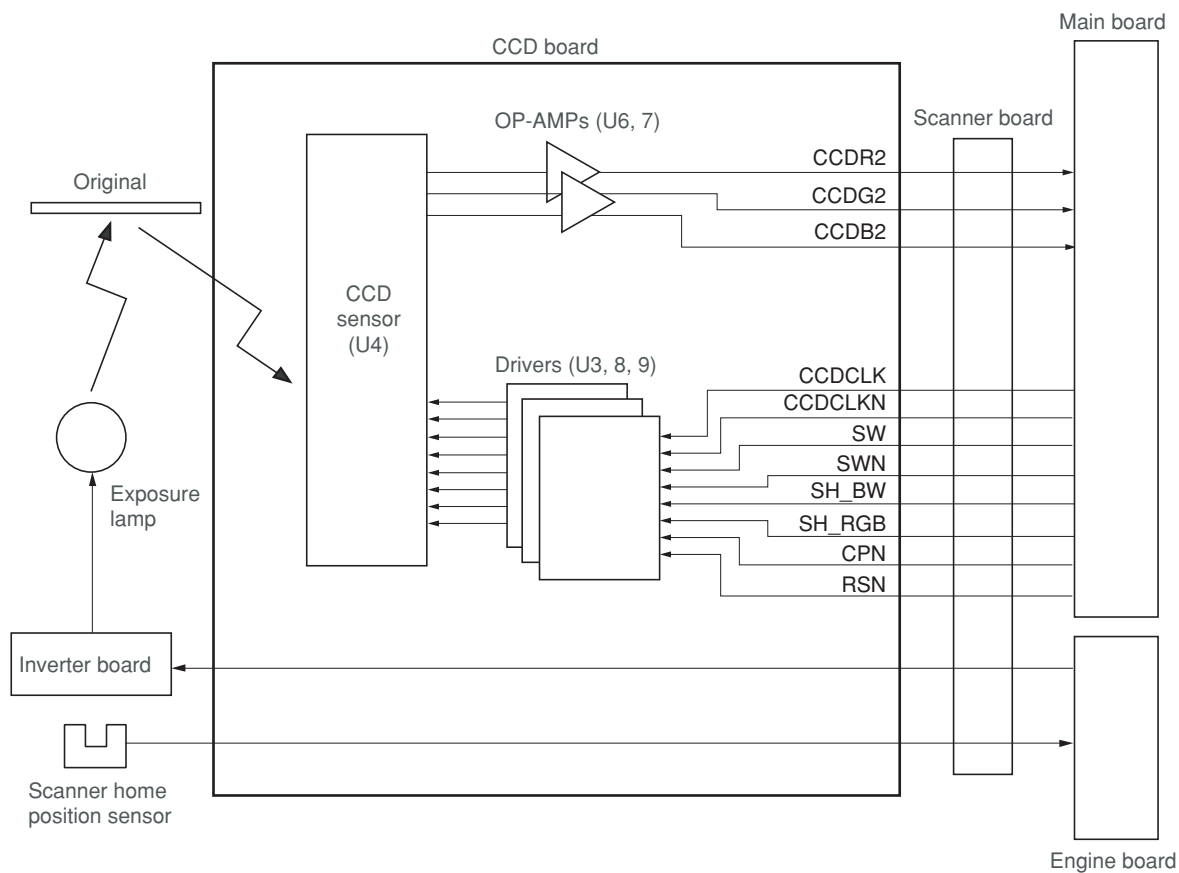 Main board
CCD board
OP-AMPs (U6, 7)
Scanner board
CCDR2
Original
CCDG2
CCDB2
CCD
sensor
(U4)
Drivers (U3, 8, 9)
CCDCLK
CCDCLKN
SW
SWN
SH_BW
SH_RGB
CPN
RSN
Exposure
lamp
Inverter board
Scanner home
position sensor
Engine board